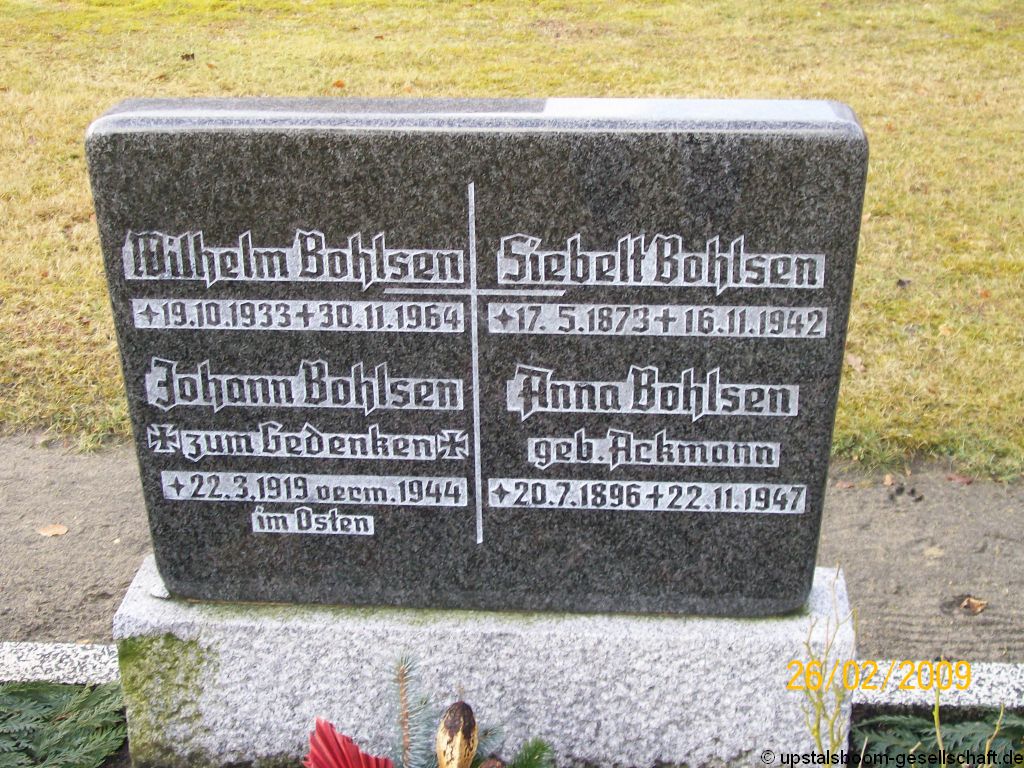 Wilhelm Bohlsen
✦19.10.1933✝30.11.1964
Johann Bohlsen
✠ zum Gedenken ✠
✦22.3.1919 verm. 1944
im Osten
Siebelt Bohlsen
✦17. 5.1873✝16.11.1942
Anna Bohlsen
geb. Ackmann
✦20.7.1896✝22.11.1947
26/02/2009
© upstalsboom-gesellschaft.de